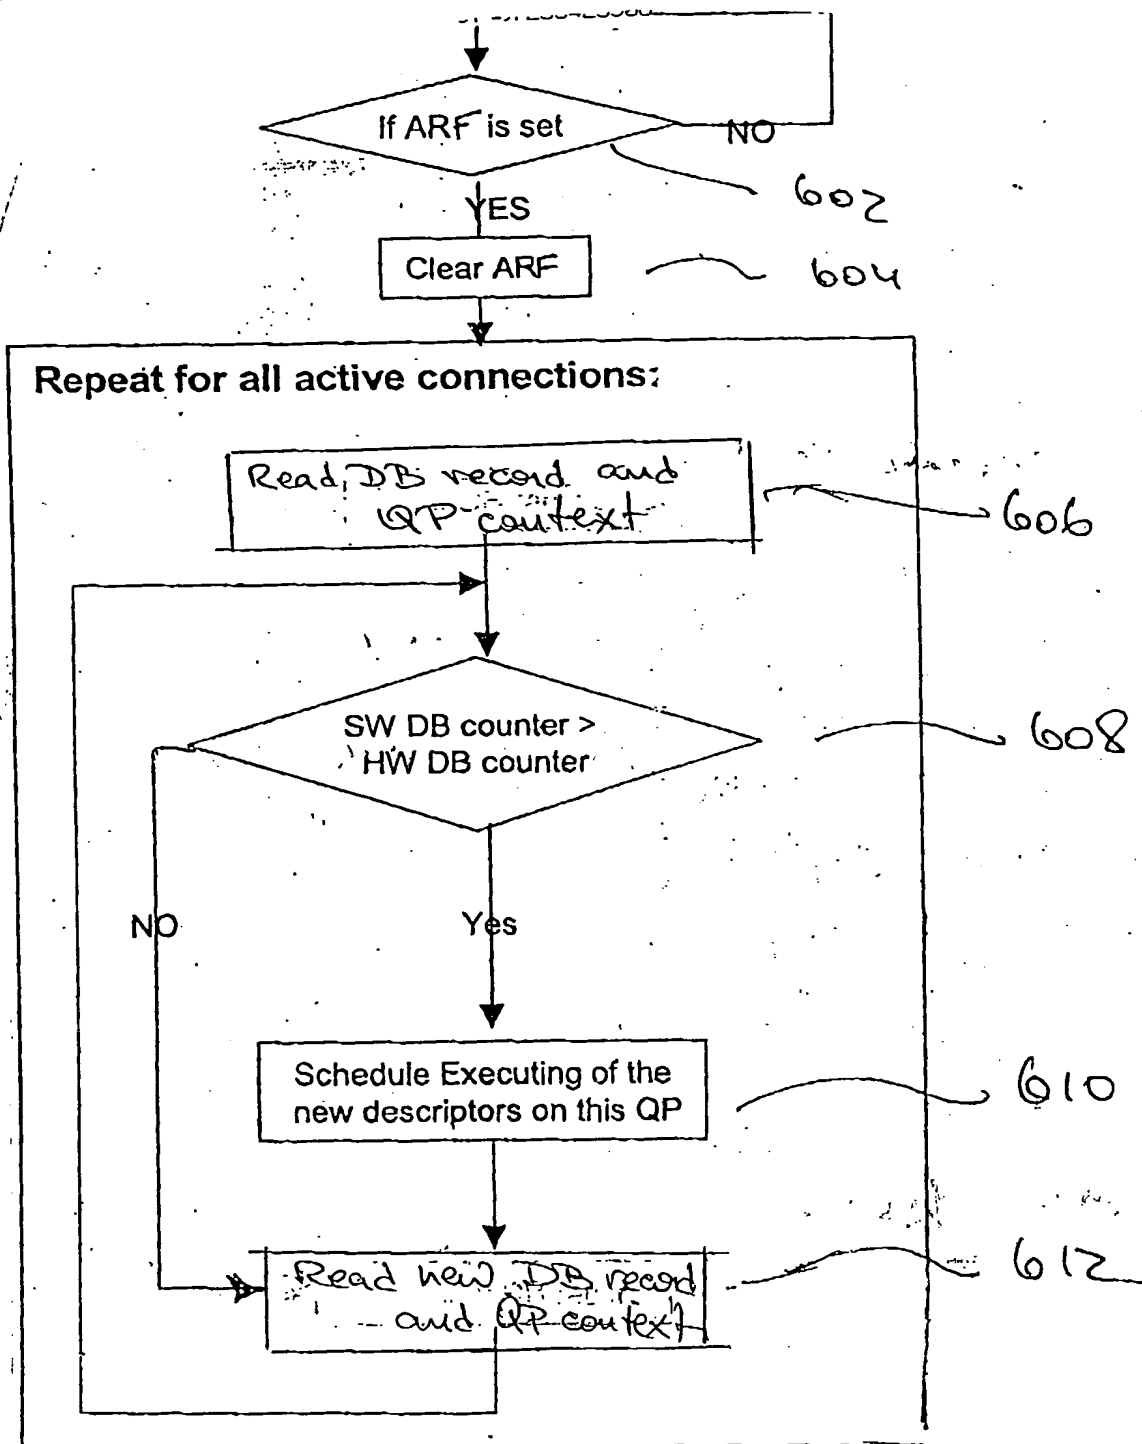 If ARF is set
NO
602
YES
Clear ARF
604
Repeat for all active connections:
Read DB record and
QP context
606
SW DB counter >
HW DB counter
608
NO
Yes
Schedule Executing of the
new descriptors on this QP
610
Read new DB record
and QP context
612